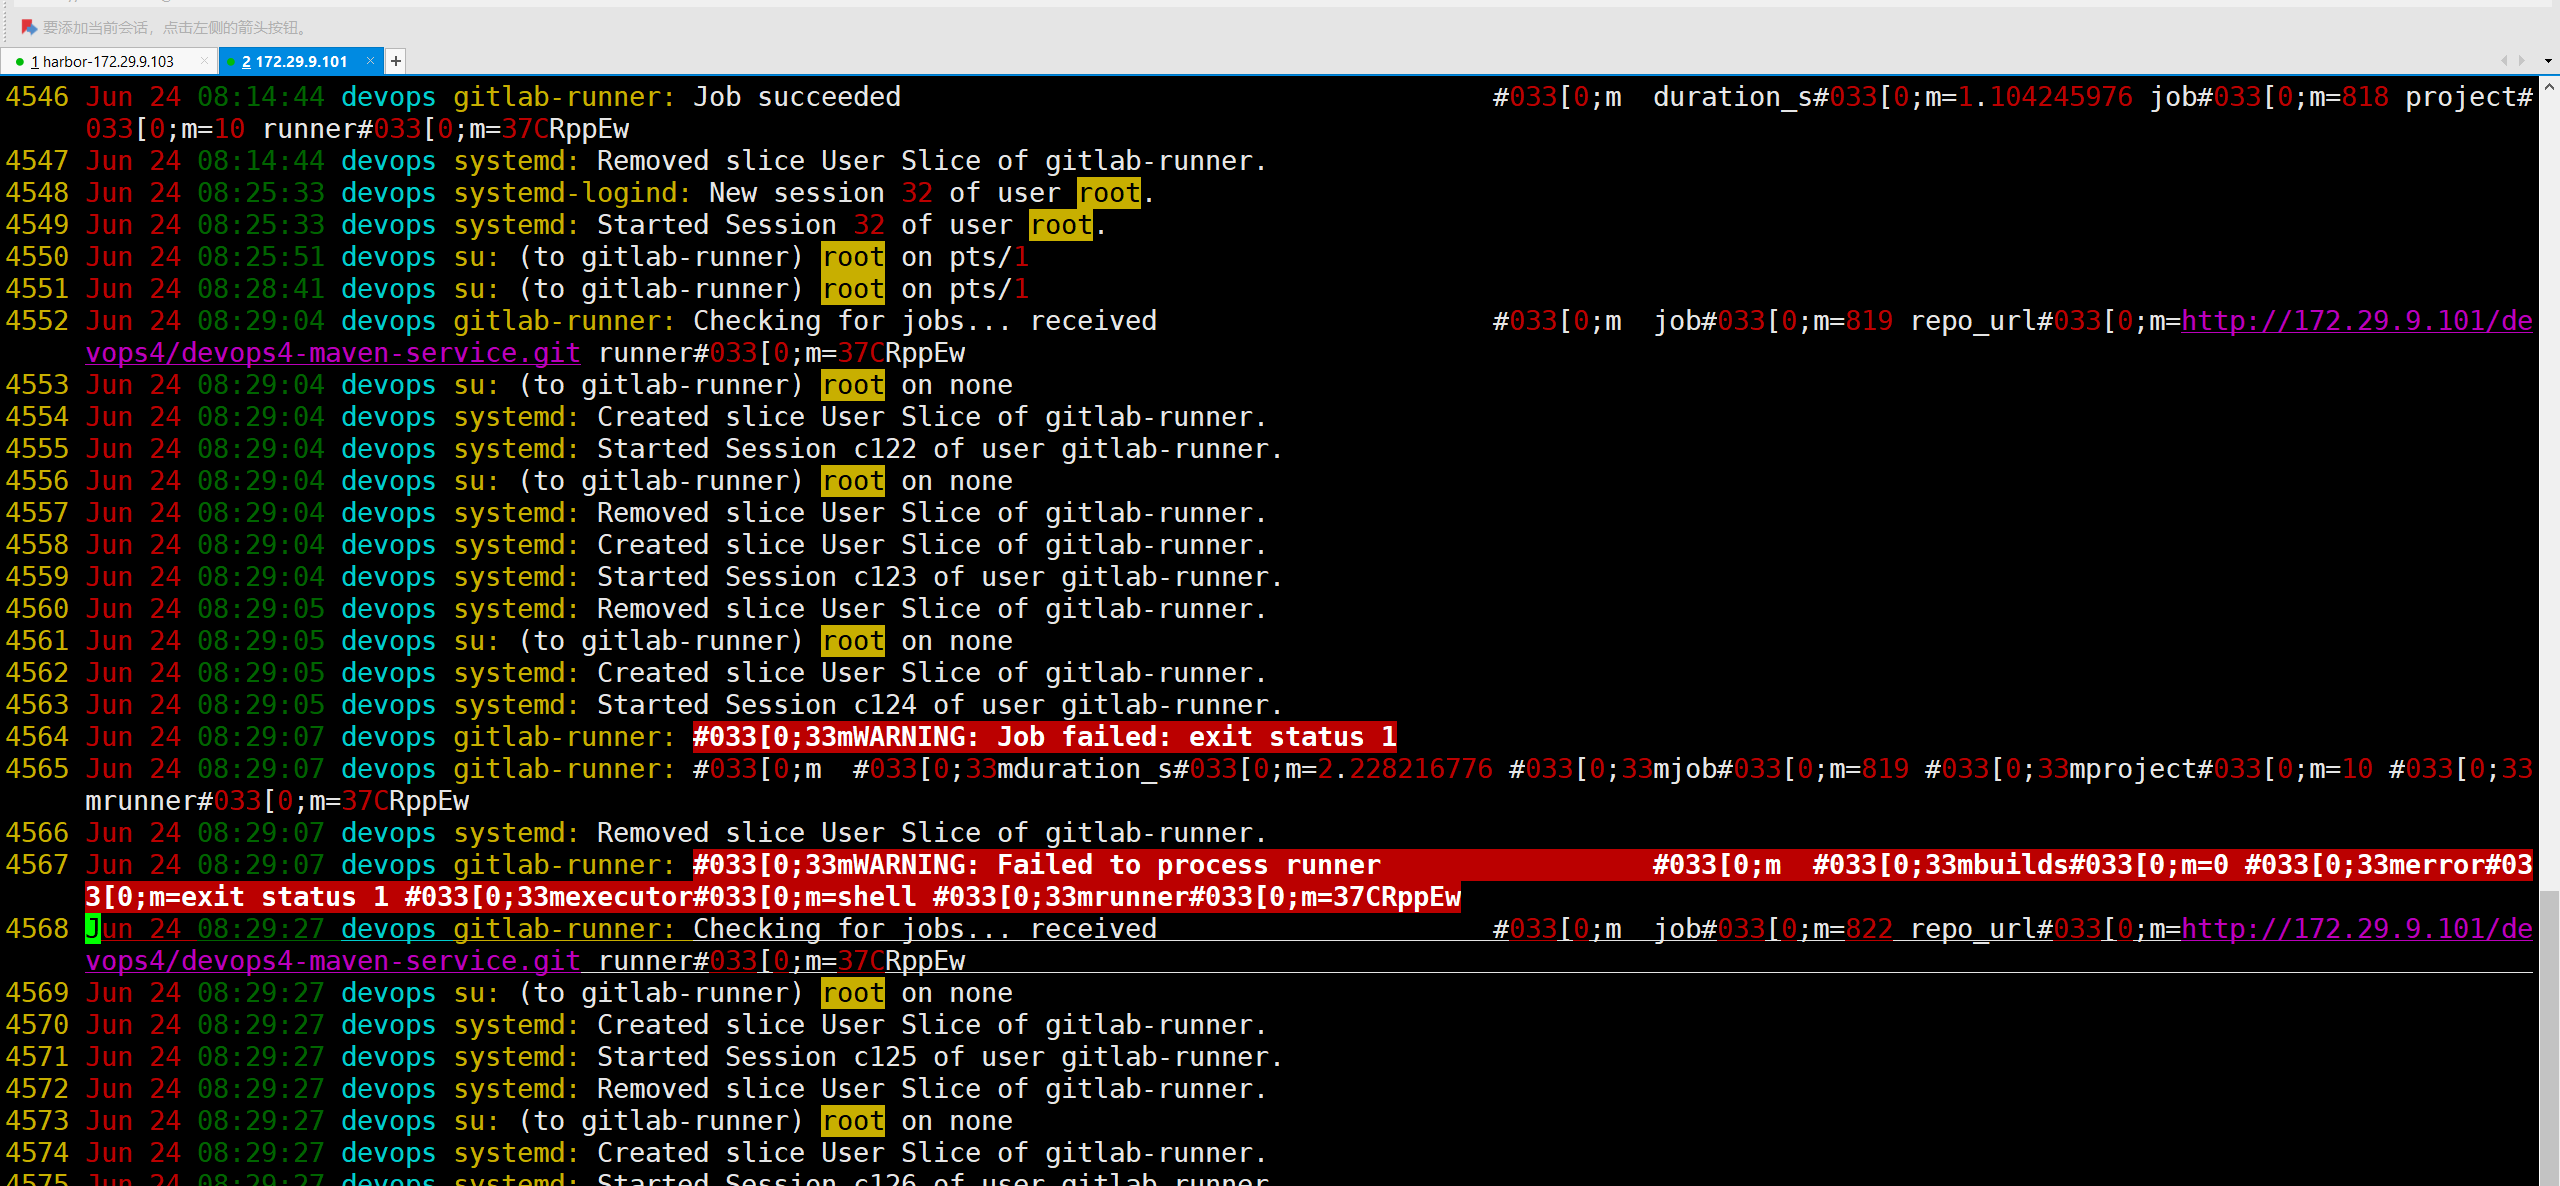 要添加当前会话，点击左侧的箭头按钮。
1 harbor-172.29.9.103 × 2 172.29.9.101 × +
4546 Jun 24 08:14:44 devops gitlab-runner: Job succeeded #033[0;m duration_s#033[0;m=1.104245976 job#033[0;m=818 project#
033[0;m=10 runner#033[0;m=37CRppEw
4547 Jun 24 08:14:44 devops systemd: Removed slice User Slice of gitlab-runner.
4548 Jun 24 08:25:33 devops systemd-logind: New session 32 of user root.
4549 Jun 24 08:25:33 devops systemd: Started Session 32 of user root.
4550 Jun 24 08:25:51 devops su: (to gitlab-runner) root on pts/1
4551 Jun 24 08:28:41 devops su: (to gitlab-runner) root on pts/1
4552 Jun 24 08:29:04 devops gitlab-runner: Checking for jobs... received #033[0;m job#033[0;m=819 repo_url#033[0;m=http://172.29.9.101/de
vops4/devops4-maven-service.git runner#033[0;m=37CRppEw
4553 Jun 24 08:29:04 devops su: (to gitlab-runner) root on none
4554 Jun 24 08:29:04 devops systemd: Created slice User Slice of gitlab-runner.
4555 Jun 24 08:29:04 devops systemd: Started Session c122 of user gitlab-runner.
4556 Jun 24 08:29:04 devops su: (to gitlab-runner) root on none
4557 Jun 24 08:29:04 devops systemd: Removed slice User Slice of gitlab-runner.
4558 Jun 24 08:29:04 devops systemd: Created slice User Slice of gitlab-runner.
4559 Jun 24 08:29:04 devops systemd: Started Session c123 of user gitlab-runner.
4560 Jun 24 08:29:05 devops systemd: Removed slice User Slice of gitlab-runner.
4561 Jun 24 08:29:05 devops su: (to gitlab-runner) root on none
4562 Jun 24 08:29:05 devops systemd: Created slice User Slice of gitlab-runner.
4563 Jun 24 08:29:05 devops systemd: Started Session c124 of user gitlab-runner.
4564 Jun 24 08:29:07 devops gitlab-runner: #033[0;33mWARNING: Job failed: exit status 1
4565 Jun 24 08:29:07 devops gitlab-runner: #033[0;m #033[0;33mduration_s#033[0;m=2.228216776 #033[0;33mjob#033[0;m=819 #033[0;33mproject#033[0;m=10 #033[0;33
mrunner#033[0;m=37CRppEw
4566 Jun 24 08:29:07 devops systemd: Removed slice User Slice of gitlab-runner.
4567 Jun 24 08:29:07 devops gitlab-runner: #033[0;33mWARNING: Failed to process runner #033[0;m #033[0;33mbuilds#033[0;m=0 #033[0;33merror#03
3[0;m=exit status 1 #033[0;33mexecutor#033[0;m=shell #033[0;33mrunner#033[0;m=37CRppEw
4568 Jun 24 08:29:27 devops gitlab-runner: Checking for jobs... received #033[0;m job#033[0;m=822 repo_url#033[0;m=http://172.29.9.101/de
vops4/devops4-maven-service.git runner#033[0;m=37CRppEw
4569 Jun 24 08:29:27 devops su: (to gitlab-runner) root on none
4570 Jun 24 08:29:27 devops systemd: Created slice User Slice of gitlab-runner.
4571 Jun 24 08:29:27 devops systemd: Started Session c125 of user gitlab-runner.
4572 Jun 24 08:29:27 devops systemd: Removed slice User Slice of gitlab-runner.
4573 Jun 24 08:29:27 devops su: (to gitlab-runner) root on none
4574 Jun 24 08:29:27 devops systemd: Created slice User Slice of gitlab-runner.
4575 Jun 24 08:29:27 devops systemd: Started Session c126 of user gitlab-runner